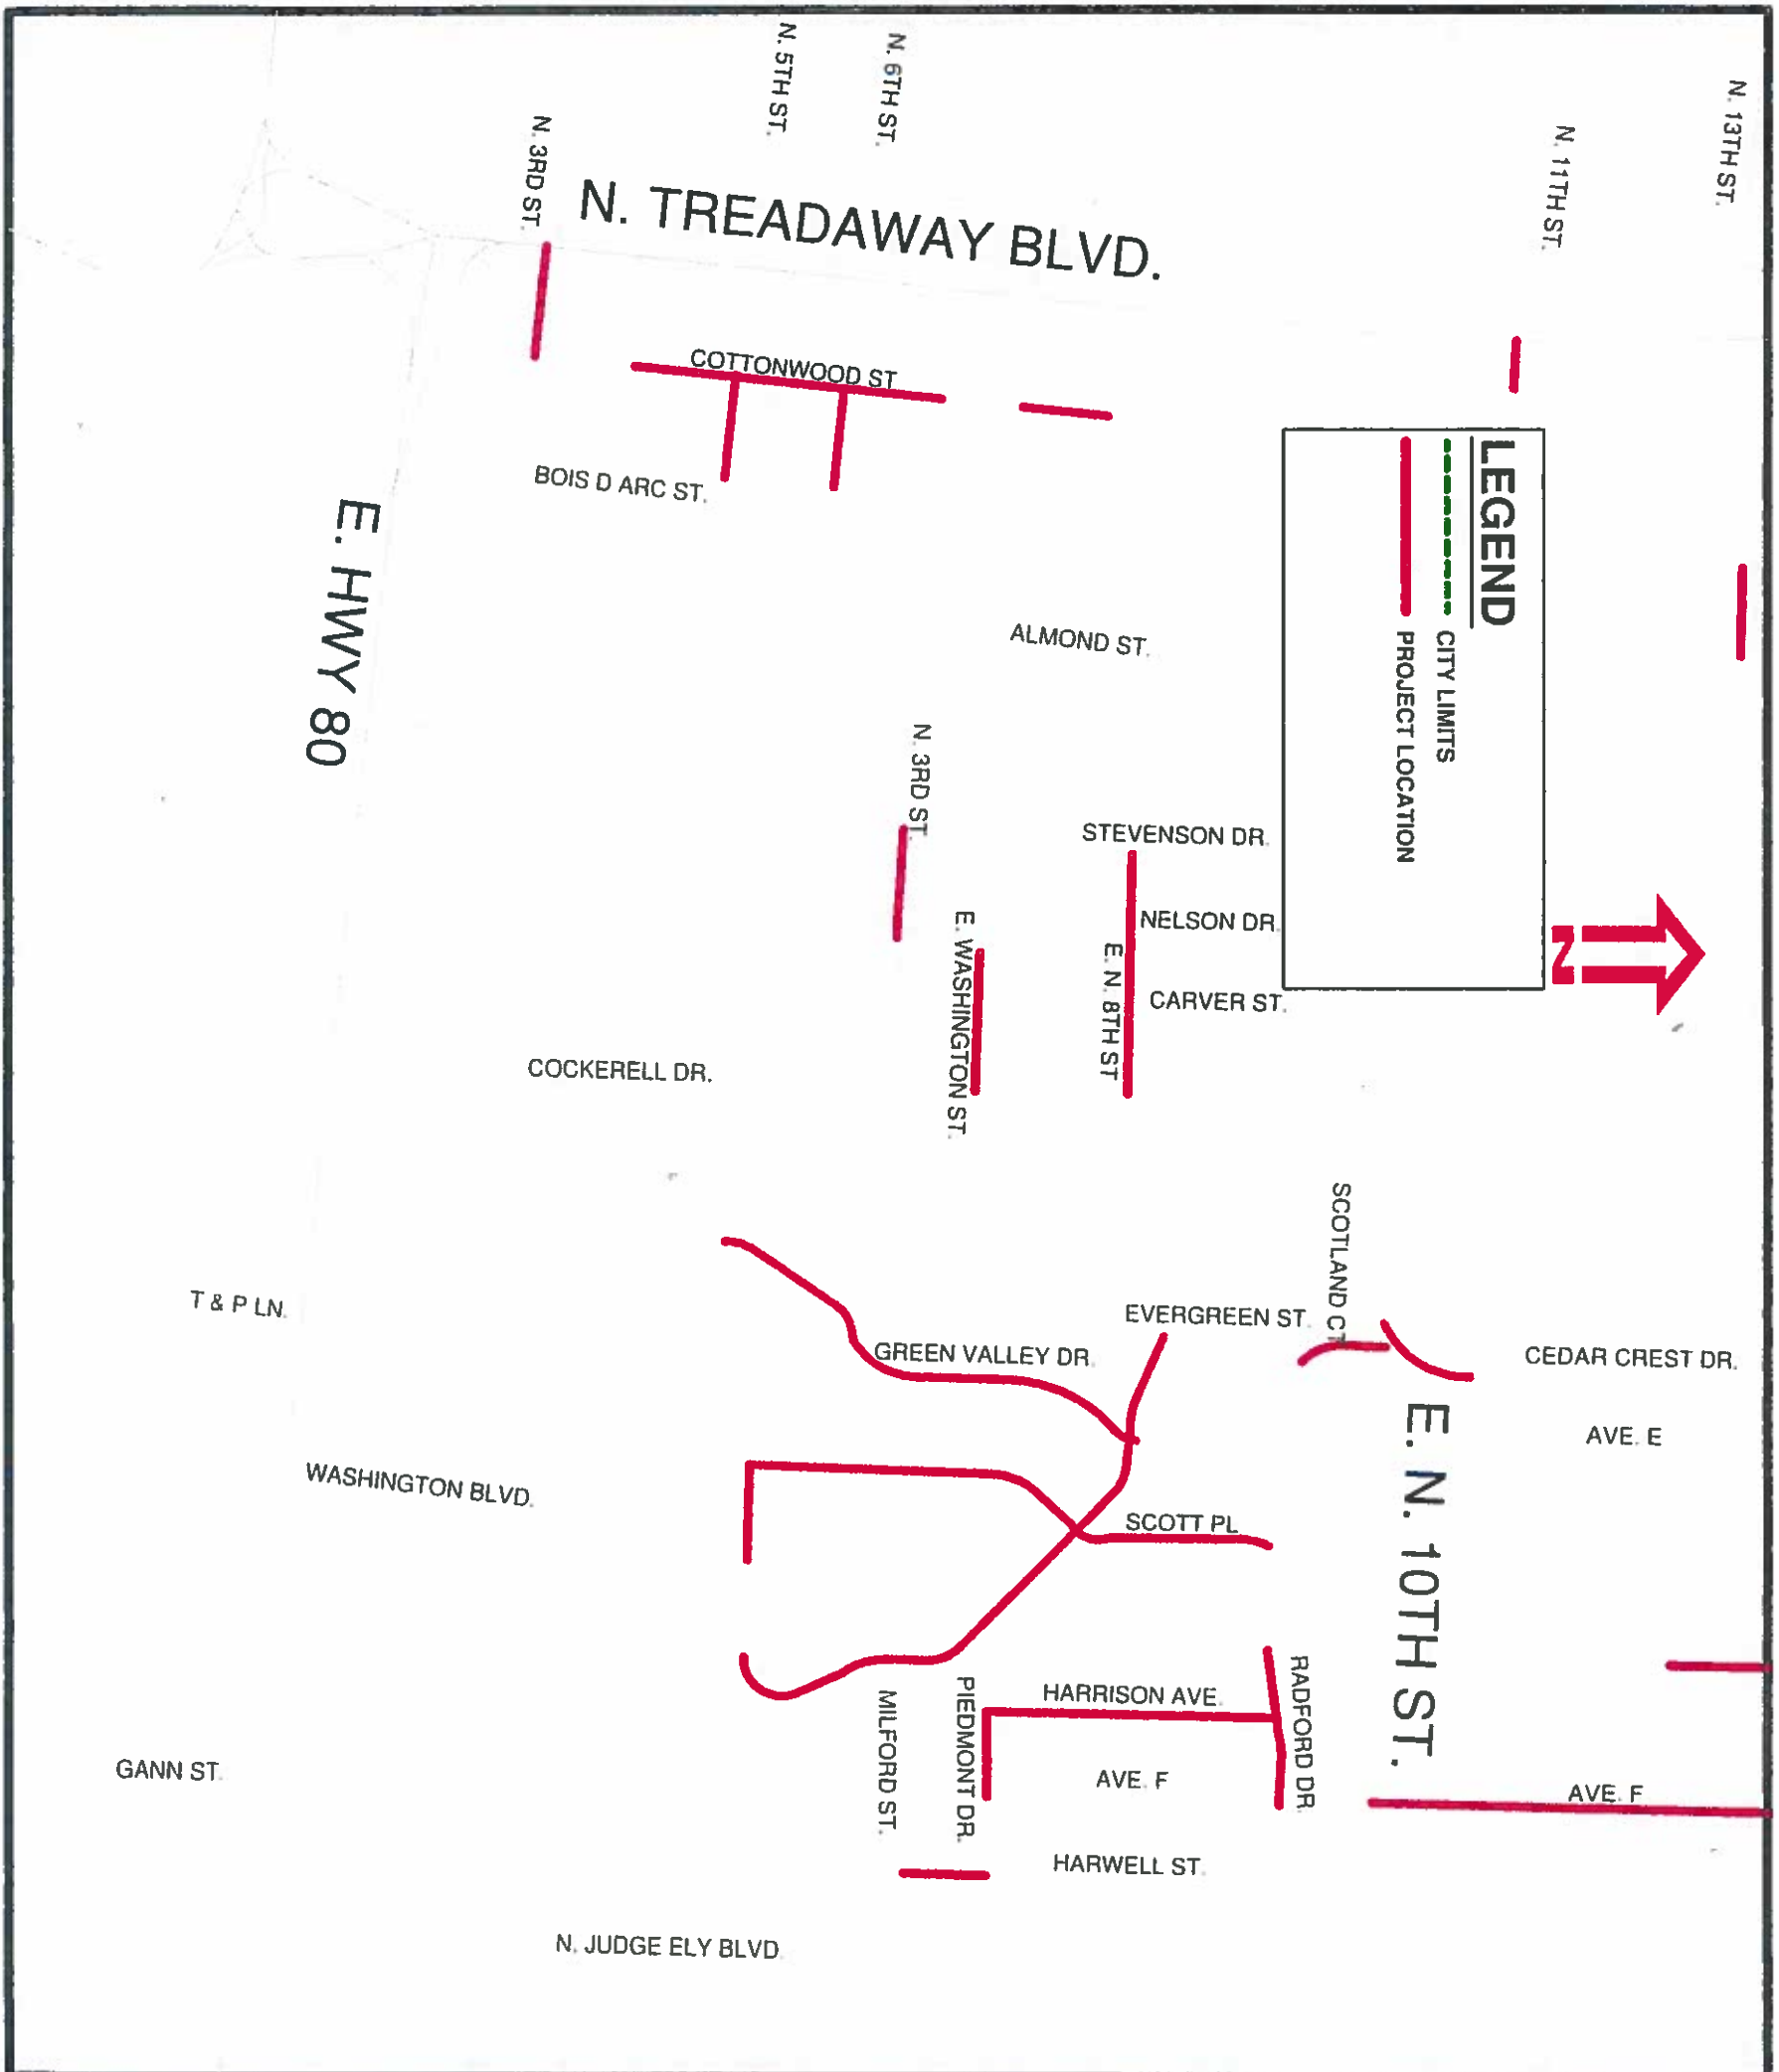 N. 5TH ST.
N. 6TH ST.
N. 13TH ST.
N. 3RD ST.
N. 11TH ST.
N. TREADAWAY BLVD.
COTTONWOOD ST
BOIS D ARC ST.
E. HWY 80
LEGEND
CITY LIMITS
PROJECT LOCATION
N
ALMOND ST.
N. 3RD ST.
STEVENSON DR.
NELSON DR.
CARVER ST.
E. WASHINGTON ST.
E. N. 8TH ST
COCKERELL DR.
SCOTLAND CT
T & P LN.
EVERGREEN ST.
GREEN VALLEY DR.
CEDAR CREST DR.
AVE. E
E. N. 10TH ST.
WASHINGTON BLVD.
SCOTT PL
RADFORD DR.
HARRISON AVE.
MILFORD ST.
PIEDMONT DR.
GANN ST.
AVE. F
AVE. F
HARWELL ST.
N. JUDGE ELY BLVD.